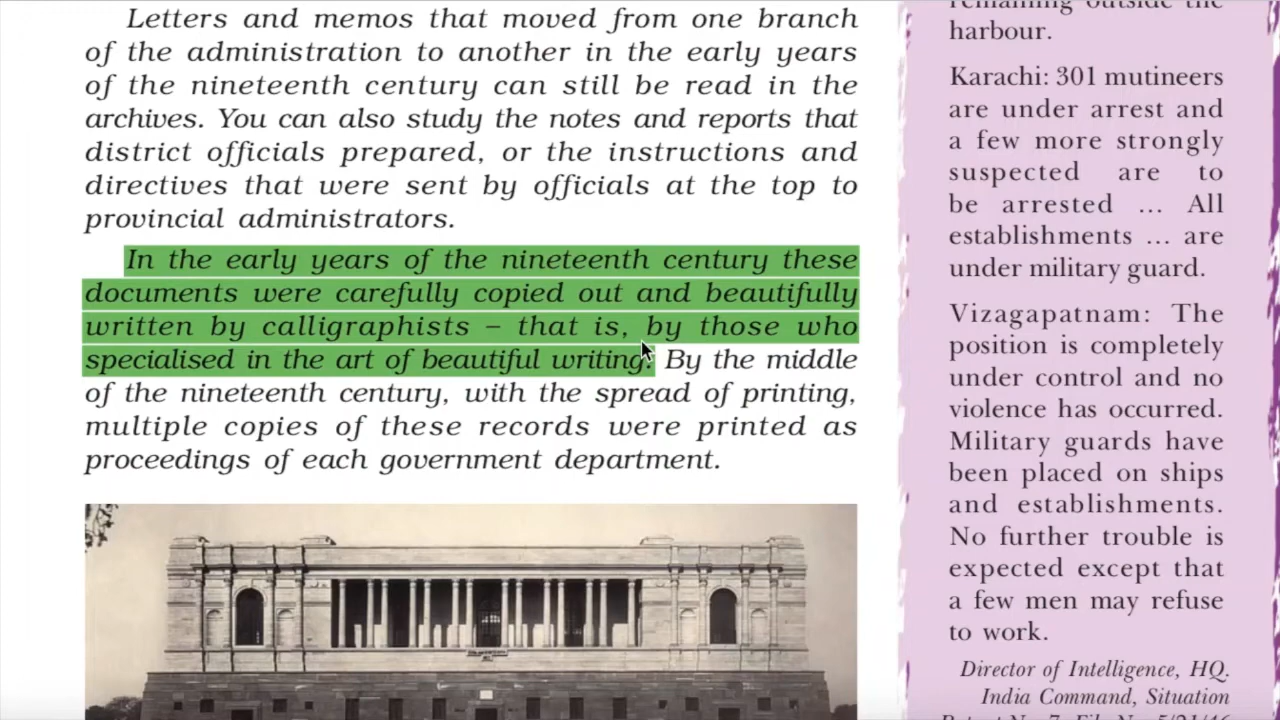 Letters and memos that moved from one branch
of the administration to another in the early years
of the nineteenth century can still be read in the
archives. You can also study the notes and reports that
district officials prepared, or the instructions and
directives that were sent by officials at the top to
provincial administrators.
In the early years of the nineteenth century these
documents were carefully copied out and beautifully
written by calligraphists – that is, by those who
specialised in the art of beautiful writing. By the middle
of the nineteenth century, with the spread of printing,
multiple copies of these records were printed as
proceedings of each government department.
remaining outside the
harbour.
Karachi: 301 mutineers
are under arrest and
a few more strongly
suspected are to
be arrested ... All
establishments ... are
under military guard.
Vizagapatnam: The
position is completely
under control and no
violence has occurred.
Military guards have
been placed on ships
and establishments.
No further trouble is
expected except that
a few men may refuse
to work.
Director of Intelligence, HQ.
India Command, Situation